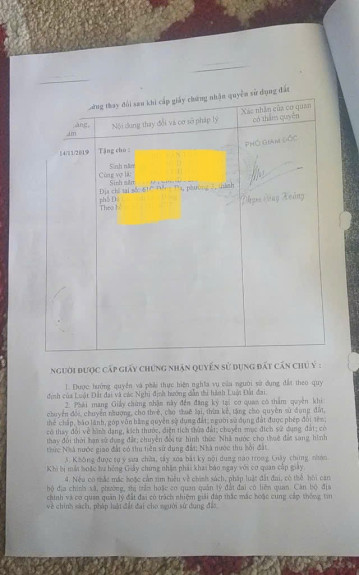 thay đổi sau khi cấp giấy chứng nhận quyền sử dụng đất
Nội dung thay đổi và cơ sở pháp lý
Xác nhận của cơ quan
có thẩm quyền
14/11/2019
Tặng cho :
PHÓ GIÁM ĐỐC
Sinh năm
Cùng vợ là
Sinh năm
Địa chỉ tại số phường thành
phố
Theo
NGƯỜI ĐƯỢC CẤP GIẤY CHỨNG NHẬN QUYỀN SỬ DỤNG ĐẤT CẦN CHÚ Ý :
1. Được hưởng quyền và phải thực hiện nghĩa vụ của người sử dụng đất theo quy
định của Luật Đất đai và các Nghị định hướng dẫn thi hành Luật Đất đai.
2. Phải mang Giấy chứng nhận này đến đăng ký tại cơ quan có thẩm quyền khi
chuyển đổi, chuyển nhượng, cho thuê, cho thuê lại, thừa kế, tặng cho quyền sử dụng đất,
thế chấp, bảo lãnh, góp vốn bằng quyền sử dụng đất; người sử dụng đất được phép đổi tên;
có thay đổi về hình dạng, kích thước, diện tích thửa đất; chuyển mục đích sử dụng đất; có
thay đổi thời hạn sử dụng đất; chuyển đổi từ hình thức Nhà nước cho thuê đất sang hình
thức Nhà nước giao đất có thu tiền sử dụng đất; Nhà nước thu hồi đất.
3. Không được tự ý sửa chữa, tẩy xóa bất kỳ nội dung nào trong Giấy chứng nhận.
Khi bị mất hoặc hư hỏng Giấy chứng nhận phải khai báo ngay với cơ quan cấp giấy.
4. Nếu có thắc mắc hoặc cần tìm hiểu về chính sách, pháp luật đất đai, có thể hỏi cán
bộ địa chính xã, phường, thị trấn hoặc cơ quan quản lý đất đai có liên quan. Cán bộ địa
chính và cơ quan quản lý đất đai có trách nhiệm giải đáp thắc mắc hoặc cung cấp thông tin
về chính sách, pháp luật đất đai cho người sử dụng đất.